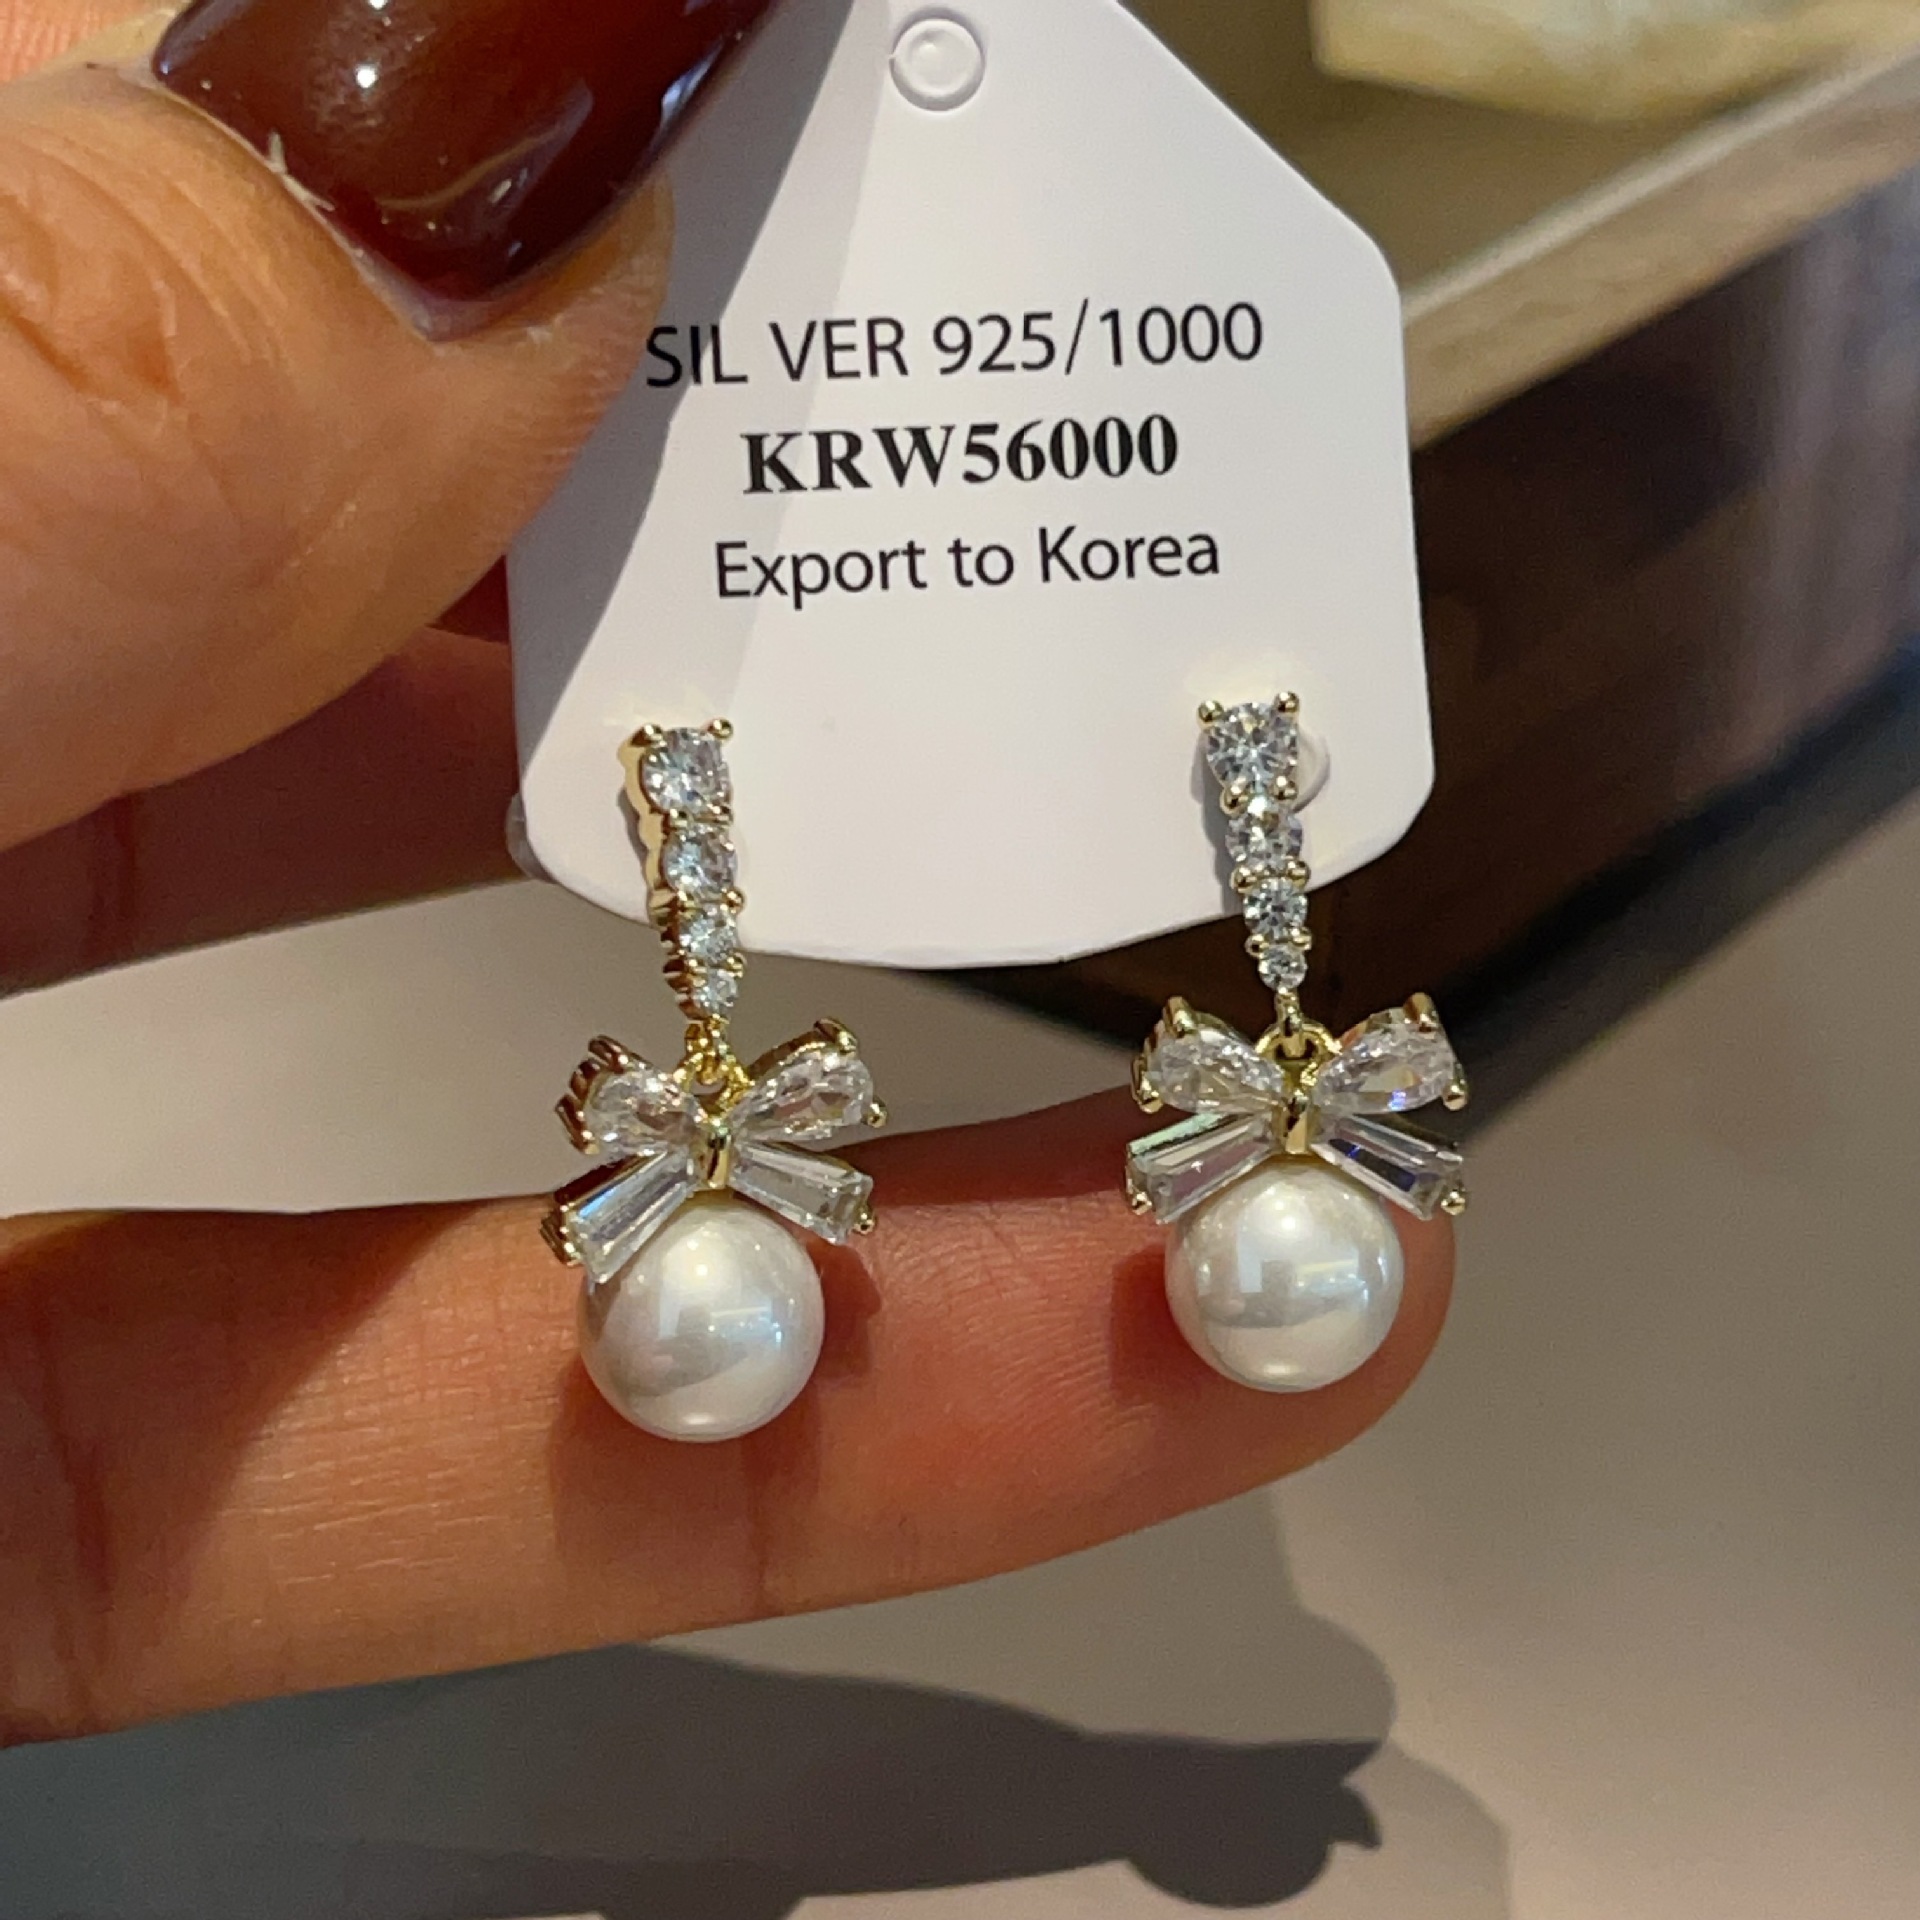 SIL VER 925/1000
KRW56000
Export to Korea